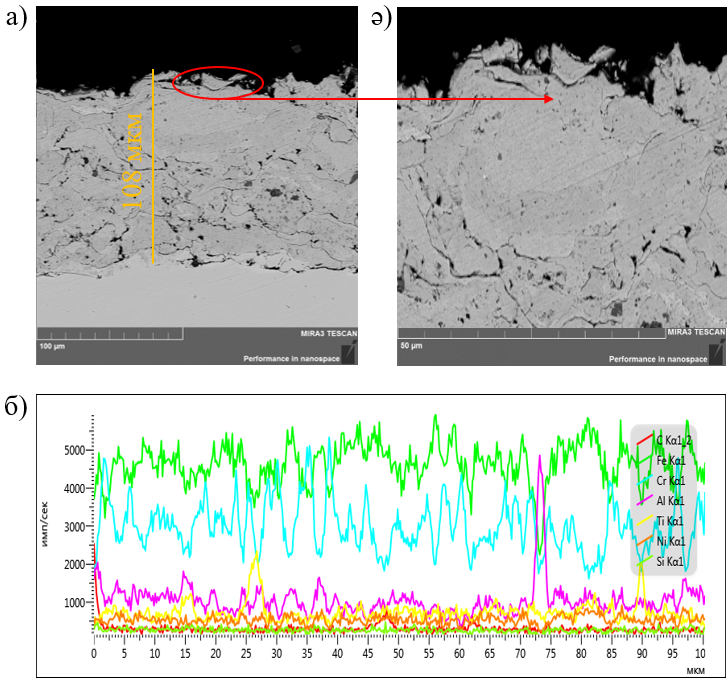 а)
ә)
108 мкм
MIRA3 TESCAN
100 µm
Performance in nanospace
MIRA3 TESCAN
50 µm
Performance in nanospace
б)
имп/сек
5000
4000
3000
2000
1000
C Kα1_2
Fe Kα1
Cr Kα1
Al Kα1
Ti Kα1
Ni Kα1
Si Kα1
0 5 10 15 20 25 30 35 40 45 50 55 60 65 70 75 80 85 90 95 100
мкм